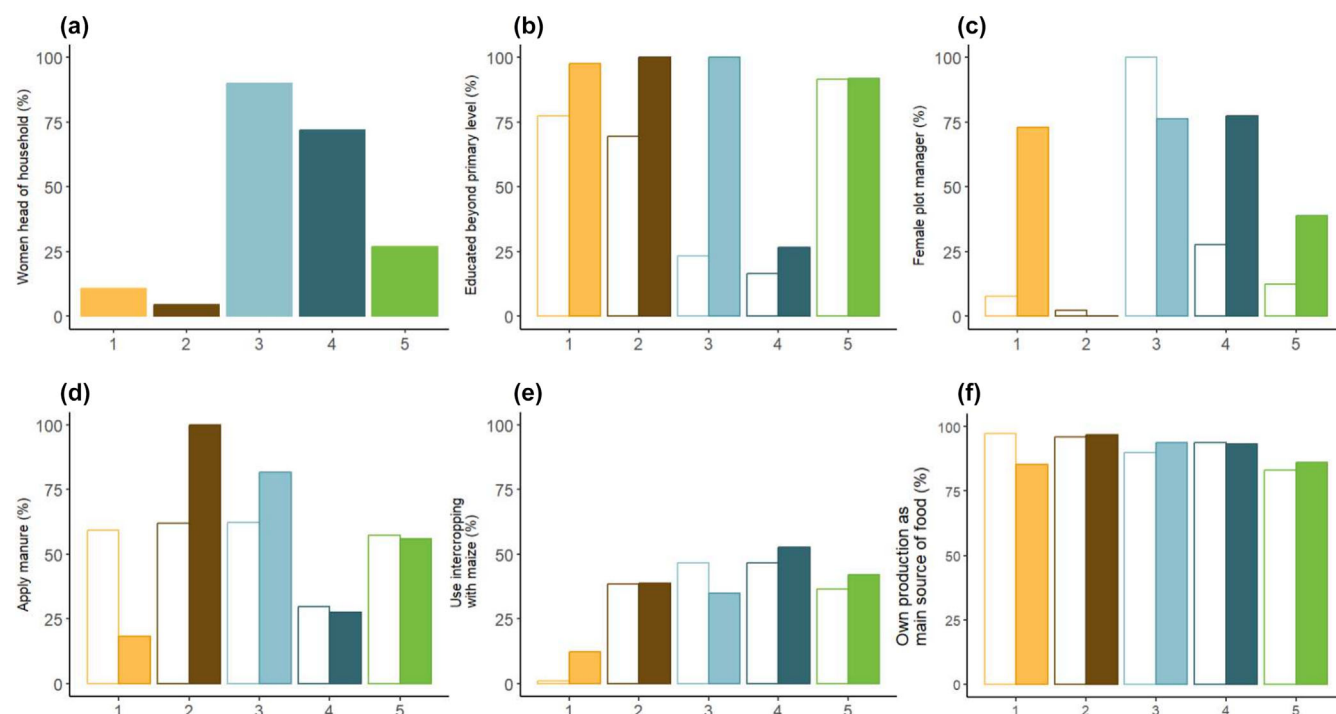 (a)
Women head of household (%)
100
75
50
25
0
1 2 3 4 5
(b)
Educated beyond primary level (%)
100
75
50
25
0
1 2 3 4 5
(c)
Female plot manager (%)
100
75
50
25
0
1 2 3 4 5
(d)
Apply manure (%)
100
75
50
25
0
1 2 3 4 5
(e)
Use intercropping
with maize (%)
100
75
50
25
0
1 2 3 4 5
(f)
Own production as
main source of food (%)
100
75
50
25
0
1 2 3 4 5